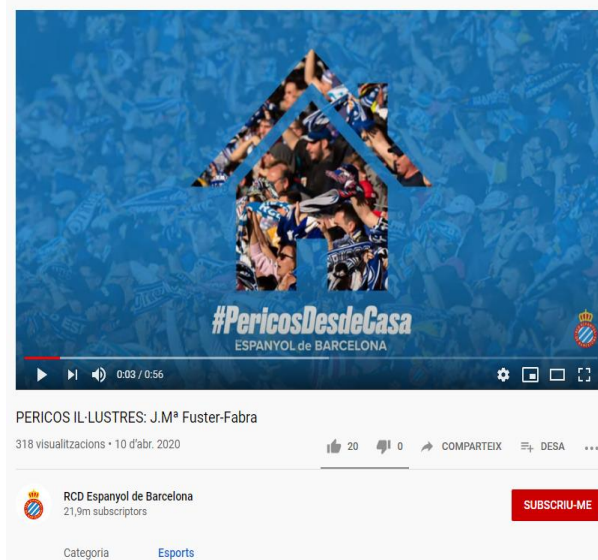 #PericosDesdeCasa
ESPANYOL de BARCELONA
0:03 / 0:56
PERICOS IL·LUSTRES: J.Mª Fuster-Fabra
318 visualitzacions • 10 d'abr. 2020
20 0 COMPARTEIX DESA
RCD Espanyol de Barcelona
21,9m subscriptors
SUBSCRIU-ME
Categoria Esports